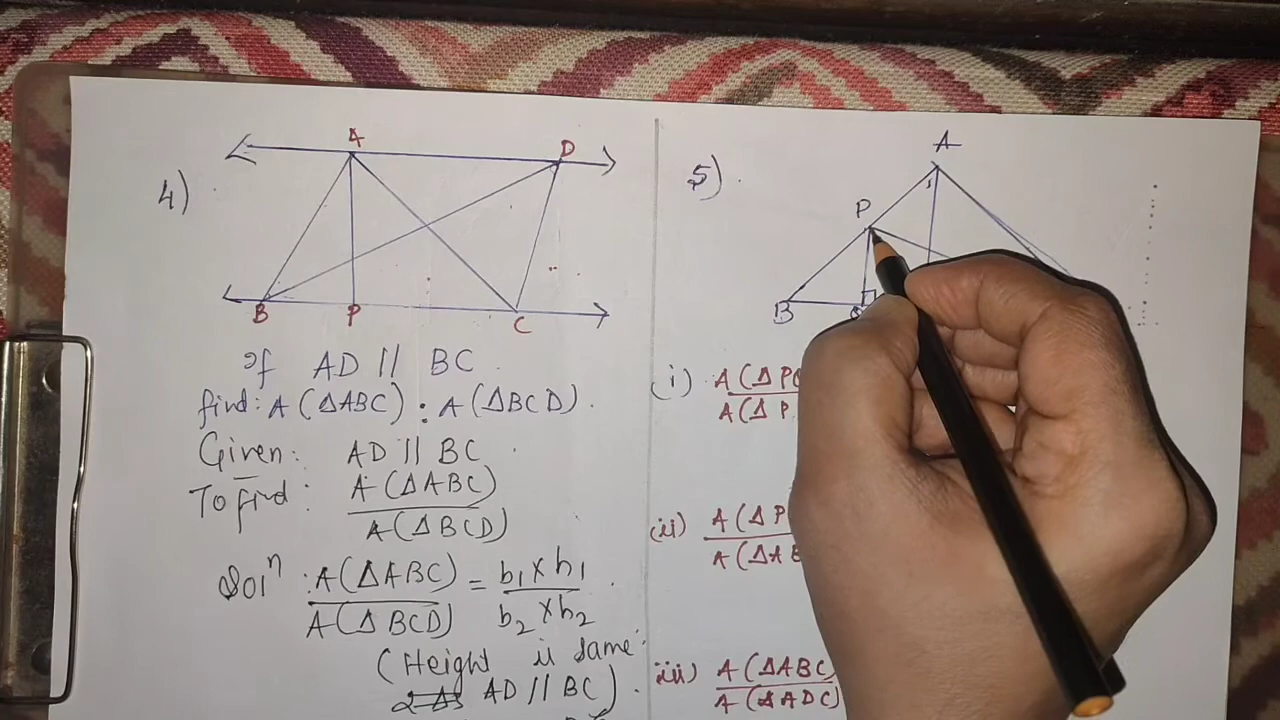 4)
A D
B P C
If AD // BC
find: A (ΔABC) : A (ΔBCD).
Given: AD // BC
To find: A (ΔABC)
A (ΔBCD)
Solⁿ : A (ΔABC) = b₁ x h₁
A (Δ BCD) b₂ x h₂
(Height is same
AD // BC).
5)
A
P
B
(i) A (Δ P
A (Δ P
(ii) A (Δ P
A (Δ A
iii) A (ΔABC)
A (ΔADC)